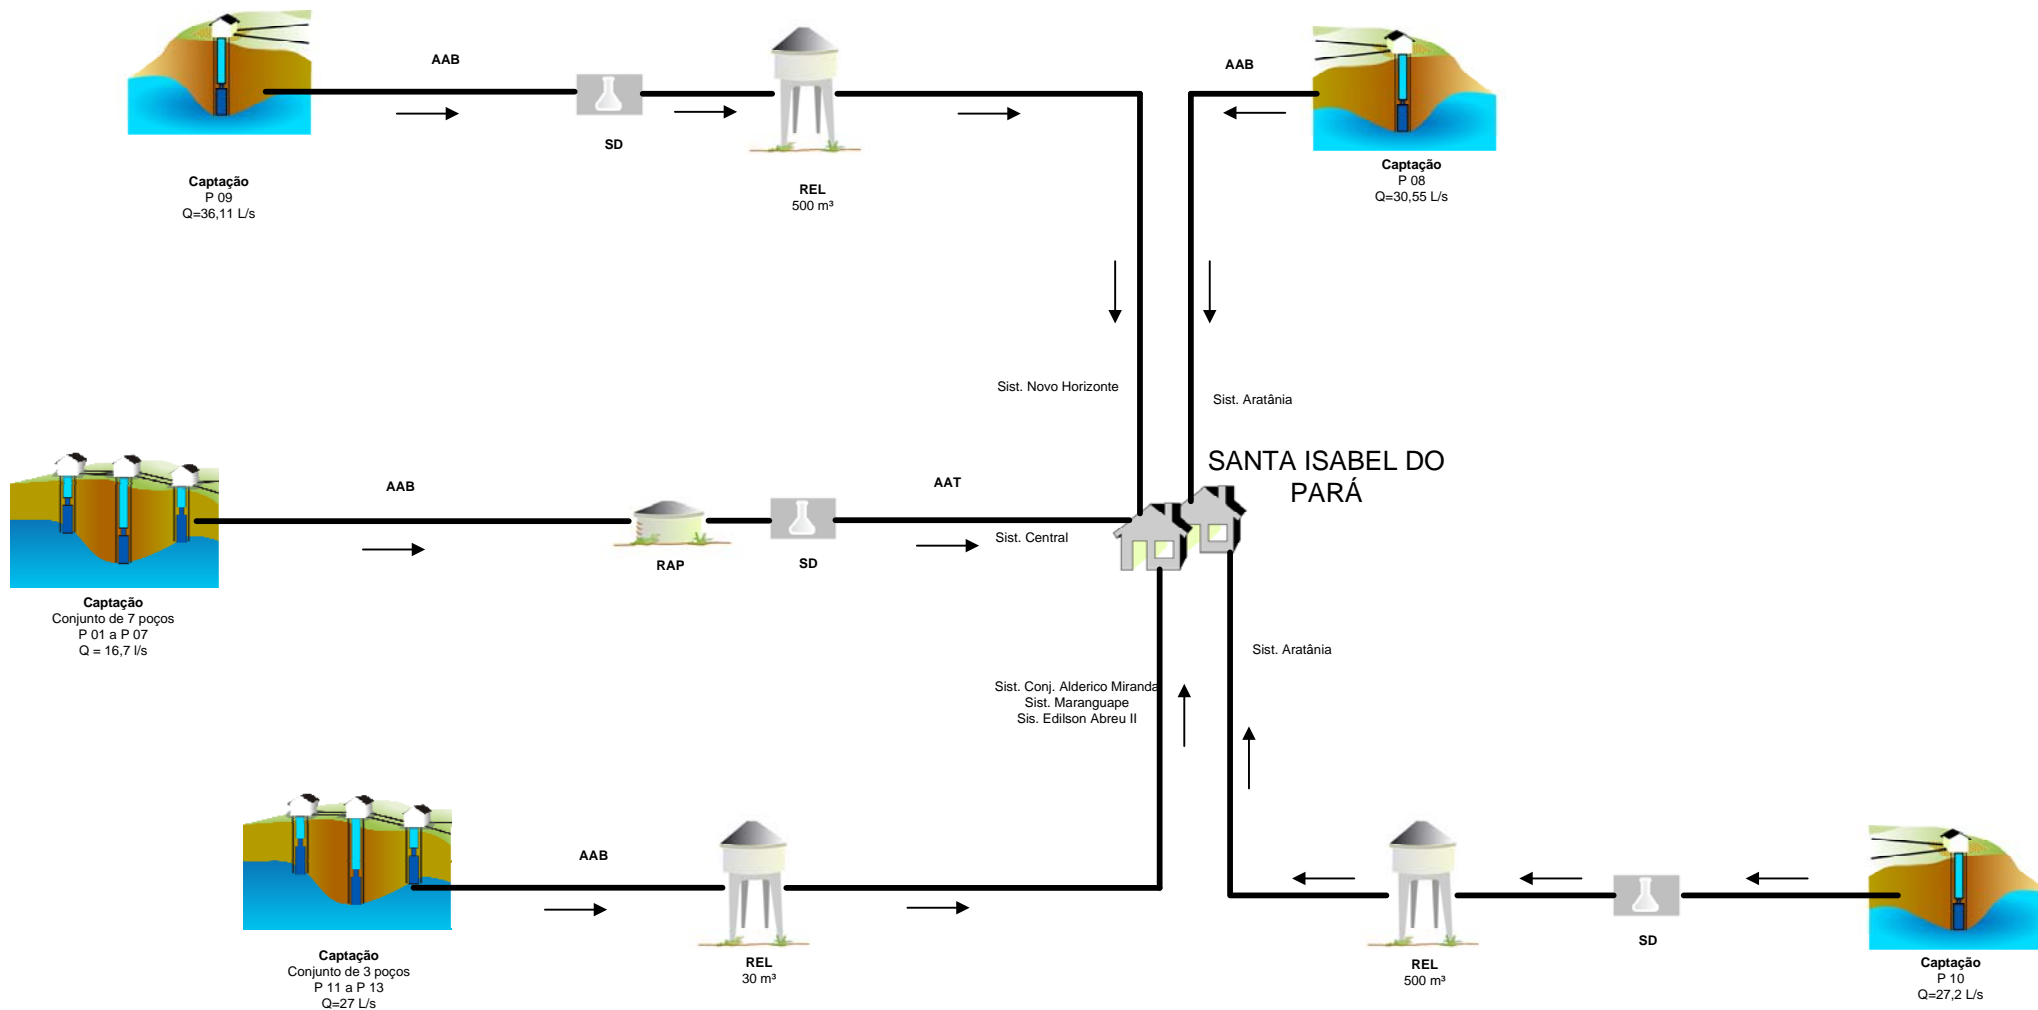 AAB
SD
Captação
P 09
Q=36,11 L/s
REL
500 m³
AAB
Captação
P 08
Q=30,55 L/s
Sist. Novo Horizonte
Sist. Aratânia
SANTA ISABEL DO
PARÁ
AAB
RAP
SD
AAT
Sist. Central
Captação
Conjunto de 7 poços
P 01 a P 07
Q = 16,7 l/s
Sist. Aratânia
Sist. Conj. Alderico Miranda
Sist. Maranguape
Sis. Edilson Abreu II
AAB
Captação
Conjunto de 3 poços
P 11 a P 13
Q=27 L/s
REL
30 m³
REL
500 m³
SD
Captação
P 10
Q=27,2 L/s